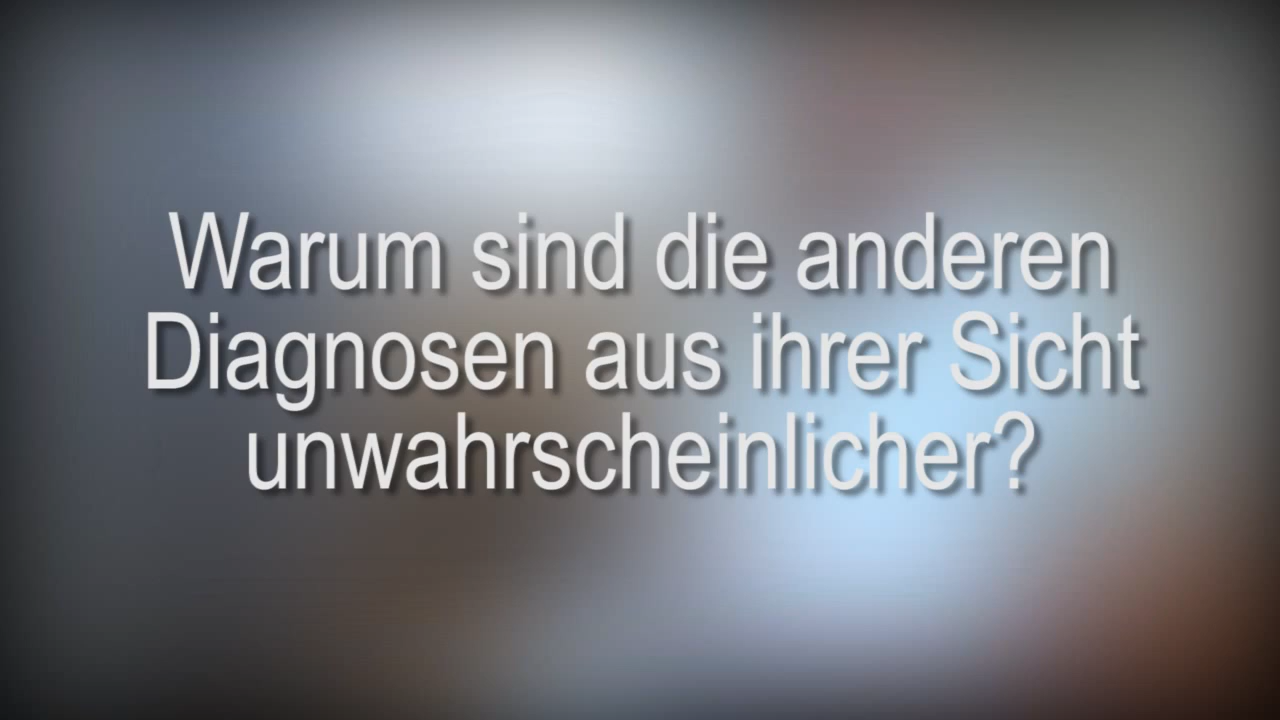 Warum sind die anderen
Diagnosen aus ihrer Sicht
unwahrscheinlicher?